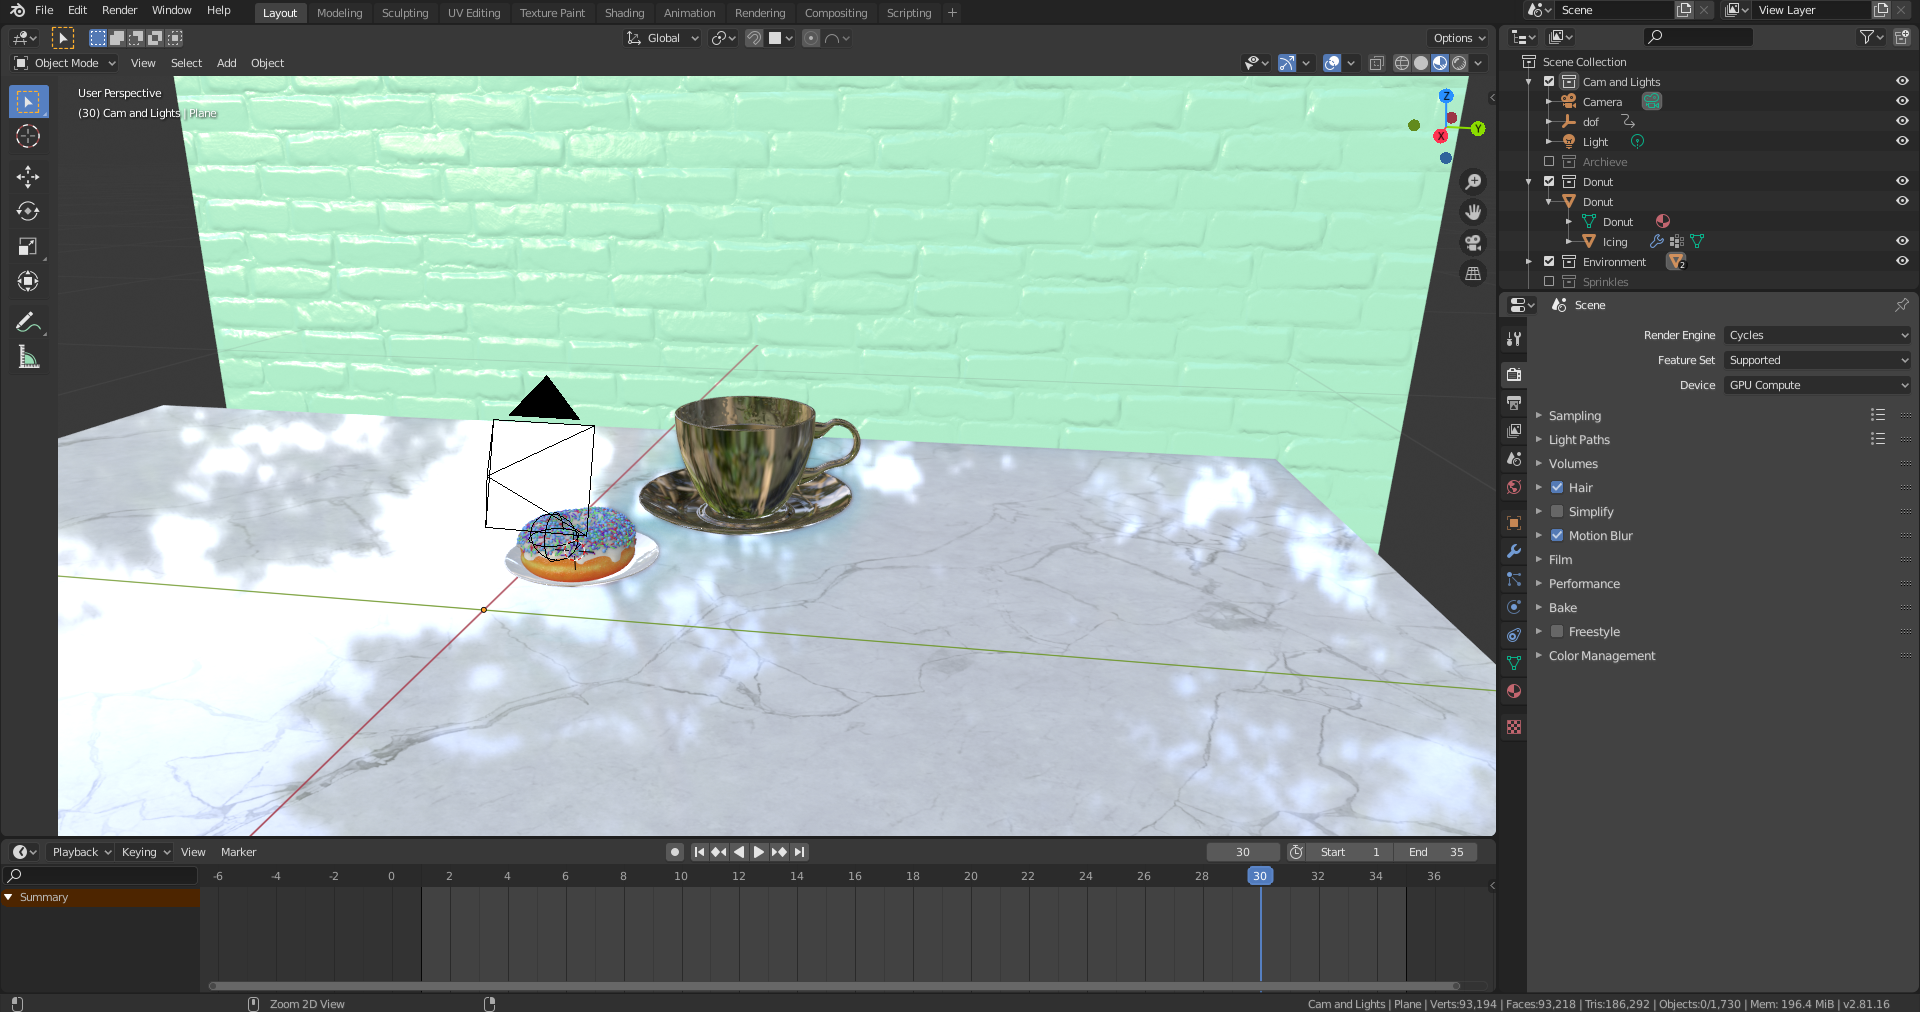 File Edit Render Window Help
Layout Modeling Sculpting UV Editing Texture Paint Shading Animation Rendering Compositing Scripting +
Scene
View Layer
Global
Options
Object Mode View Select Add Object
User Perspective
(30) Cam and Lights | Plane
Z
Y
X
Scene Collection
Cam and Lights
Camera
dof
Light
Archieve
Donut
Donut
Donut
Icing
Environment 2
Sprinkles
Scene
Render Engine Cycles
Feature Set Supported
Device GPU Compute
Sampling
Light Paths
Volumes
Hair
Simplify
Motion Blur
Film
Performance
Bake
Freestyle
Color Management
Playback Keying View Marker
30 Start 1 End 35
-6 -4 -2 0 2 4 6 8 10 12 14 16 18 20 22 24 26 28 30 32 34 36
Summary
Zoom 2D View
Cam and Lights | Plane | Verts:93,194 | Faces:93,218 | Tris:186,292 | Objects:0/1,730 | Mem: 196.4 MiB | v2.81.16